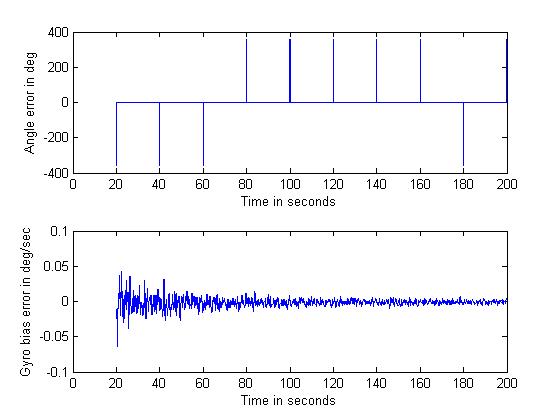 400
200
0
-200
-400
Angle error in deg
0 20 40 60 80 100 120 140 160 180 200
Time in seconds
0.1
0.05
0
-0.05
-0.1
Gyro bias error in deg/sec
0 20 40 60 80 100 120 140 160 180 200
Time in seconds